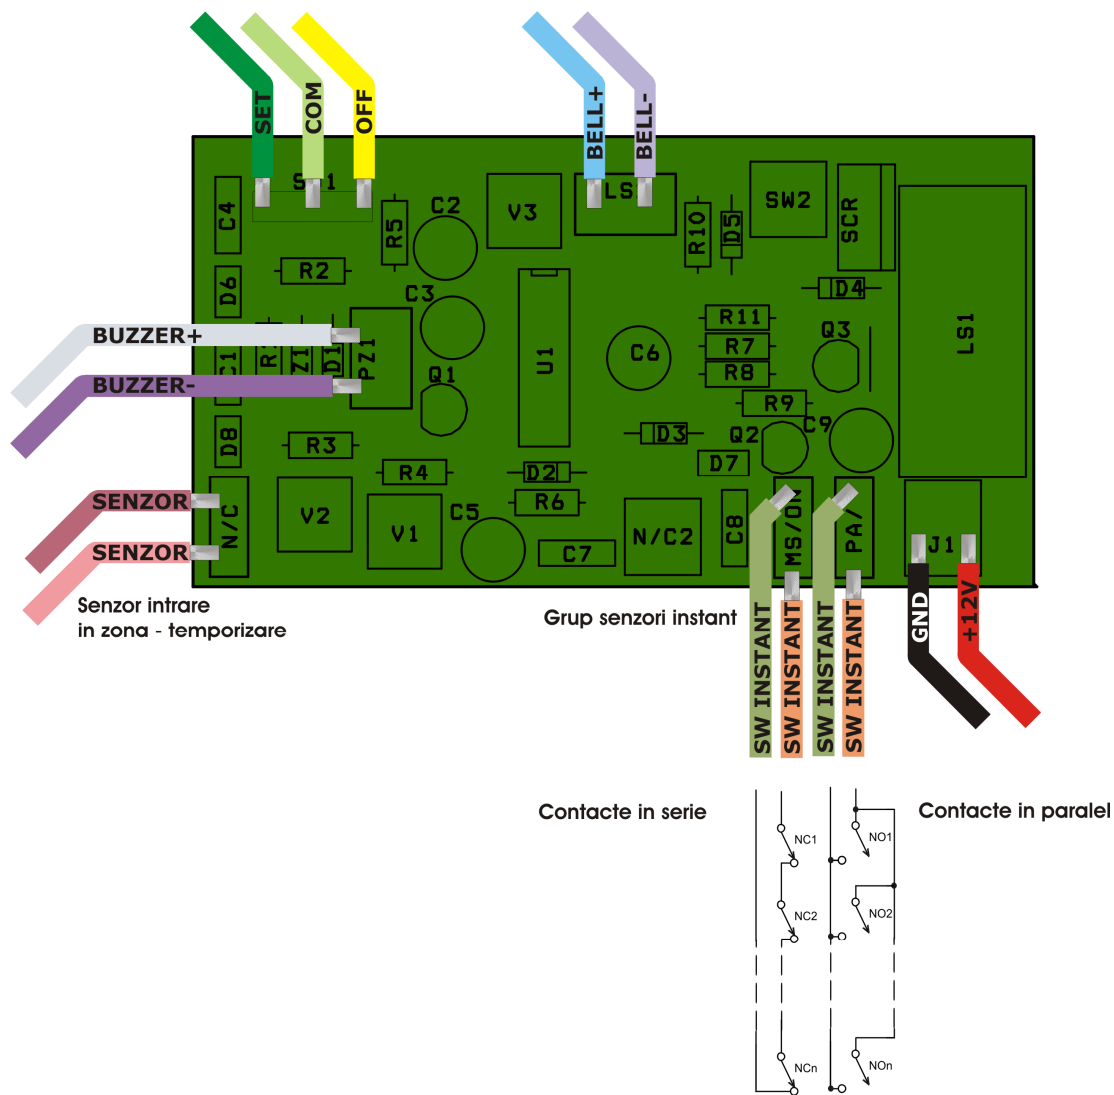 SET
COM
OFF
BELL+
BELL-
C4
R5
C2
V3
LS
R10
D5
SW2
SCR
R2
D6
C3
D4
BUZZER+
C1
D1
PZ1
Q1
U1
C6
R11
R7
R8
Q3
LS1
BUZZER-
R9
D8
R3
D3
Q2
C9
R4
D2
D7
SENZOR
N/C
V2
V1
C5
R6
N/C2
C8
MS/ON
PA/
SENZOR
C7
J1
Senzor intrare
in zona - temporizare
Grup senzori instant
SW INSTANT
SW INSTANT
SW INSTANT
SW INSTANT
GND
+12V
Contacte in serie
Contacte in paralel
NC1
NO1
NC2
NO2
NCn
NOn